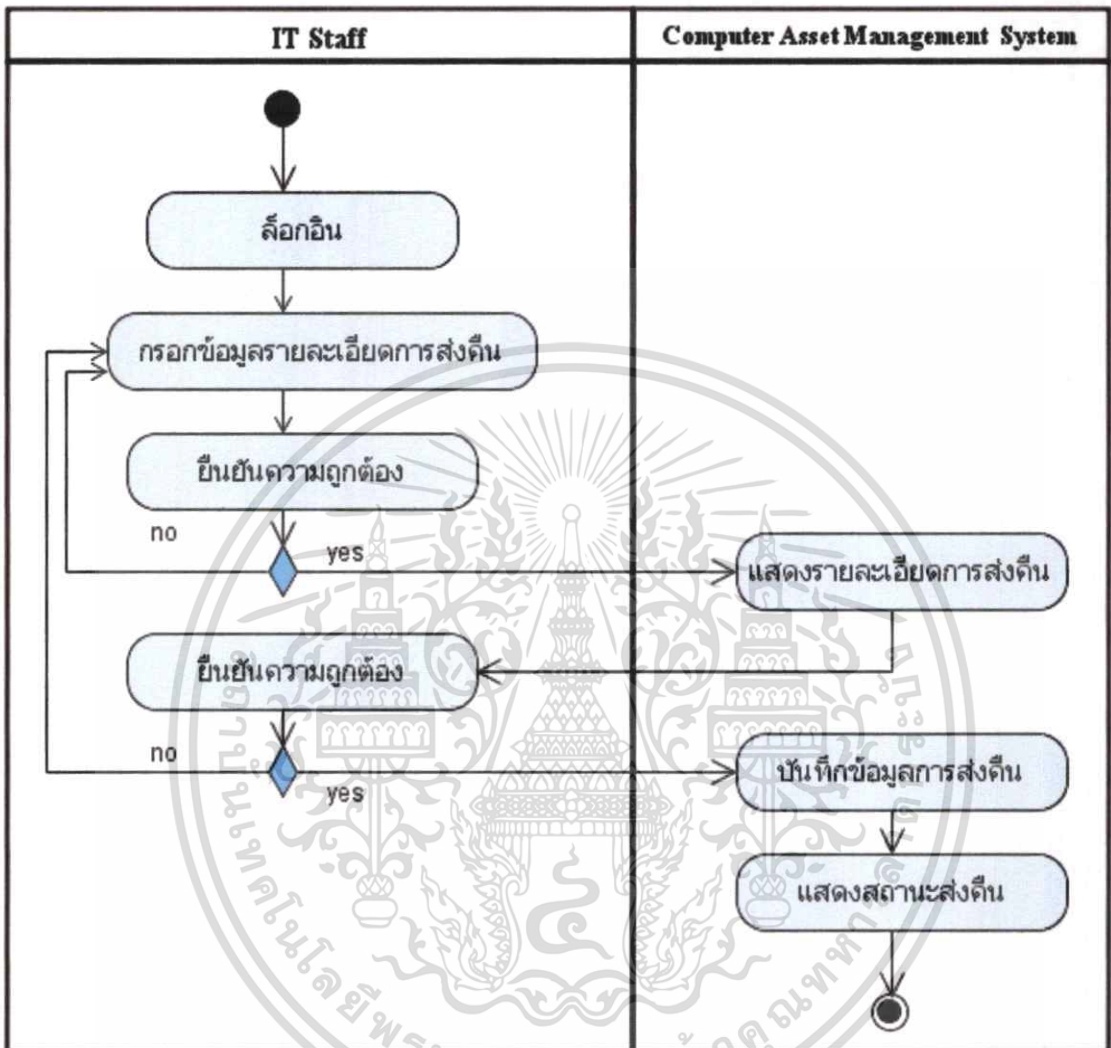 IT Staff
Computer Asset Management System
ล็อกอิน
กรอกข้อมูลรายละเอียดการส่งคืน
ยืนยันความถูกต้อง
no
yes
แสดงรายละเอียดการส่งคืน
ยืนยันความถูกต้อง
no
yes
บันทึกข้อมูลการส่งคืน
แสดงสถานะส่งคืน